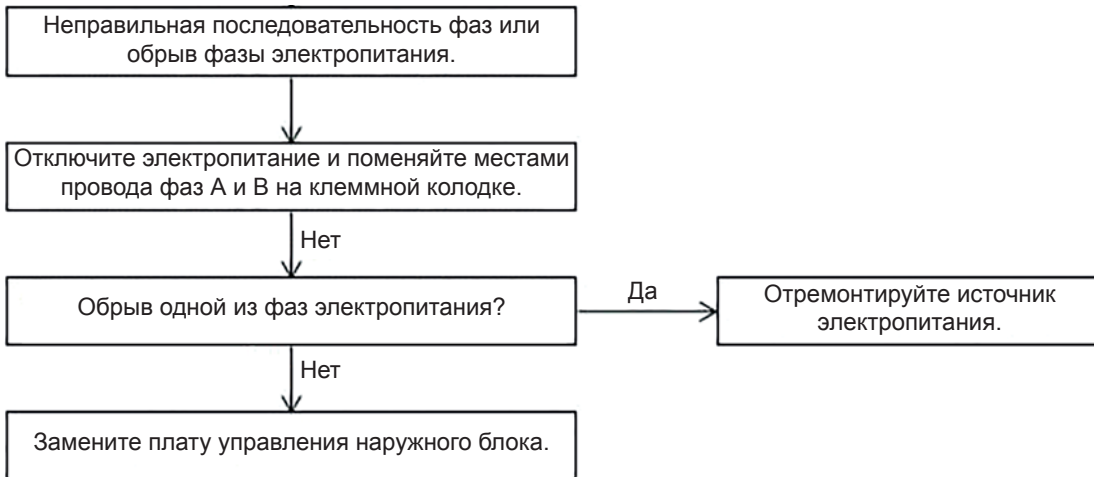 Неправильная последовательность фаз или
обрыв фазы электропитания.
Отключите электропитание и поменяйте местами
провода фаз А и В на клеммной колодке.
Нет
Обрыв одной из фаз электропитания?
Да
Отремонтируйте источник
электропитания.
Нет
Замените плату управления наружного блока.